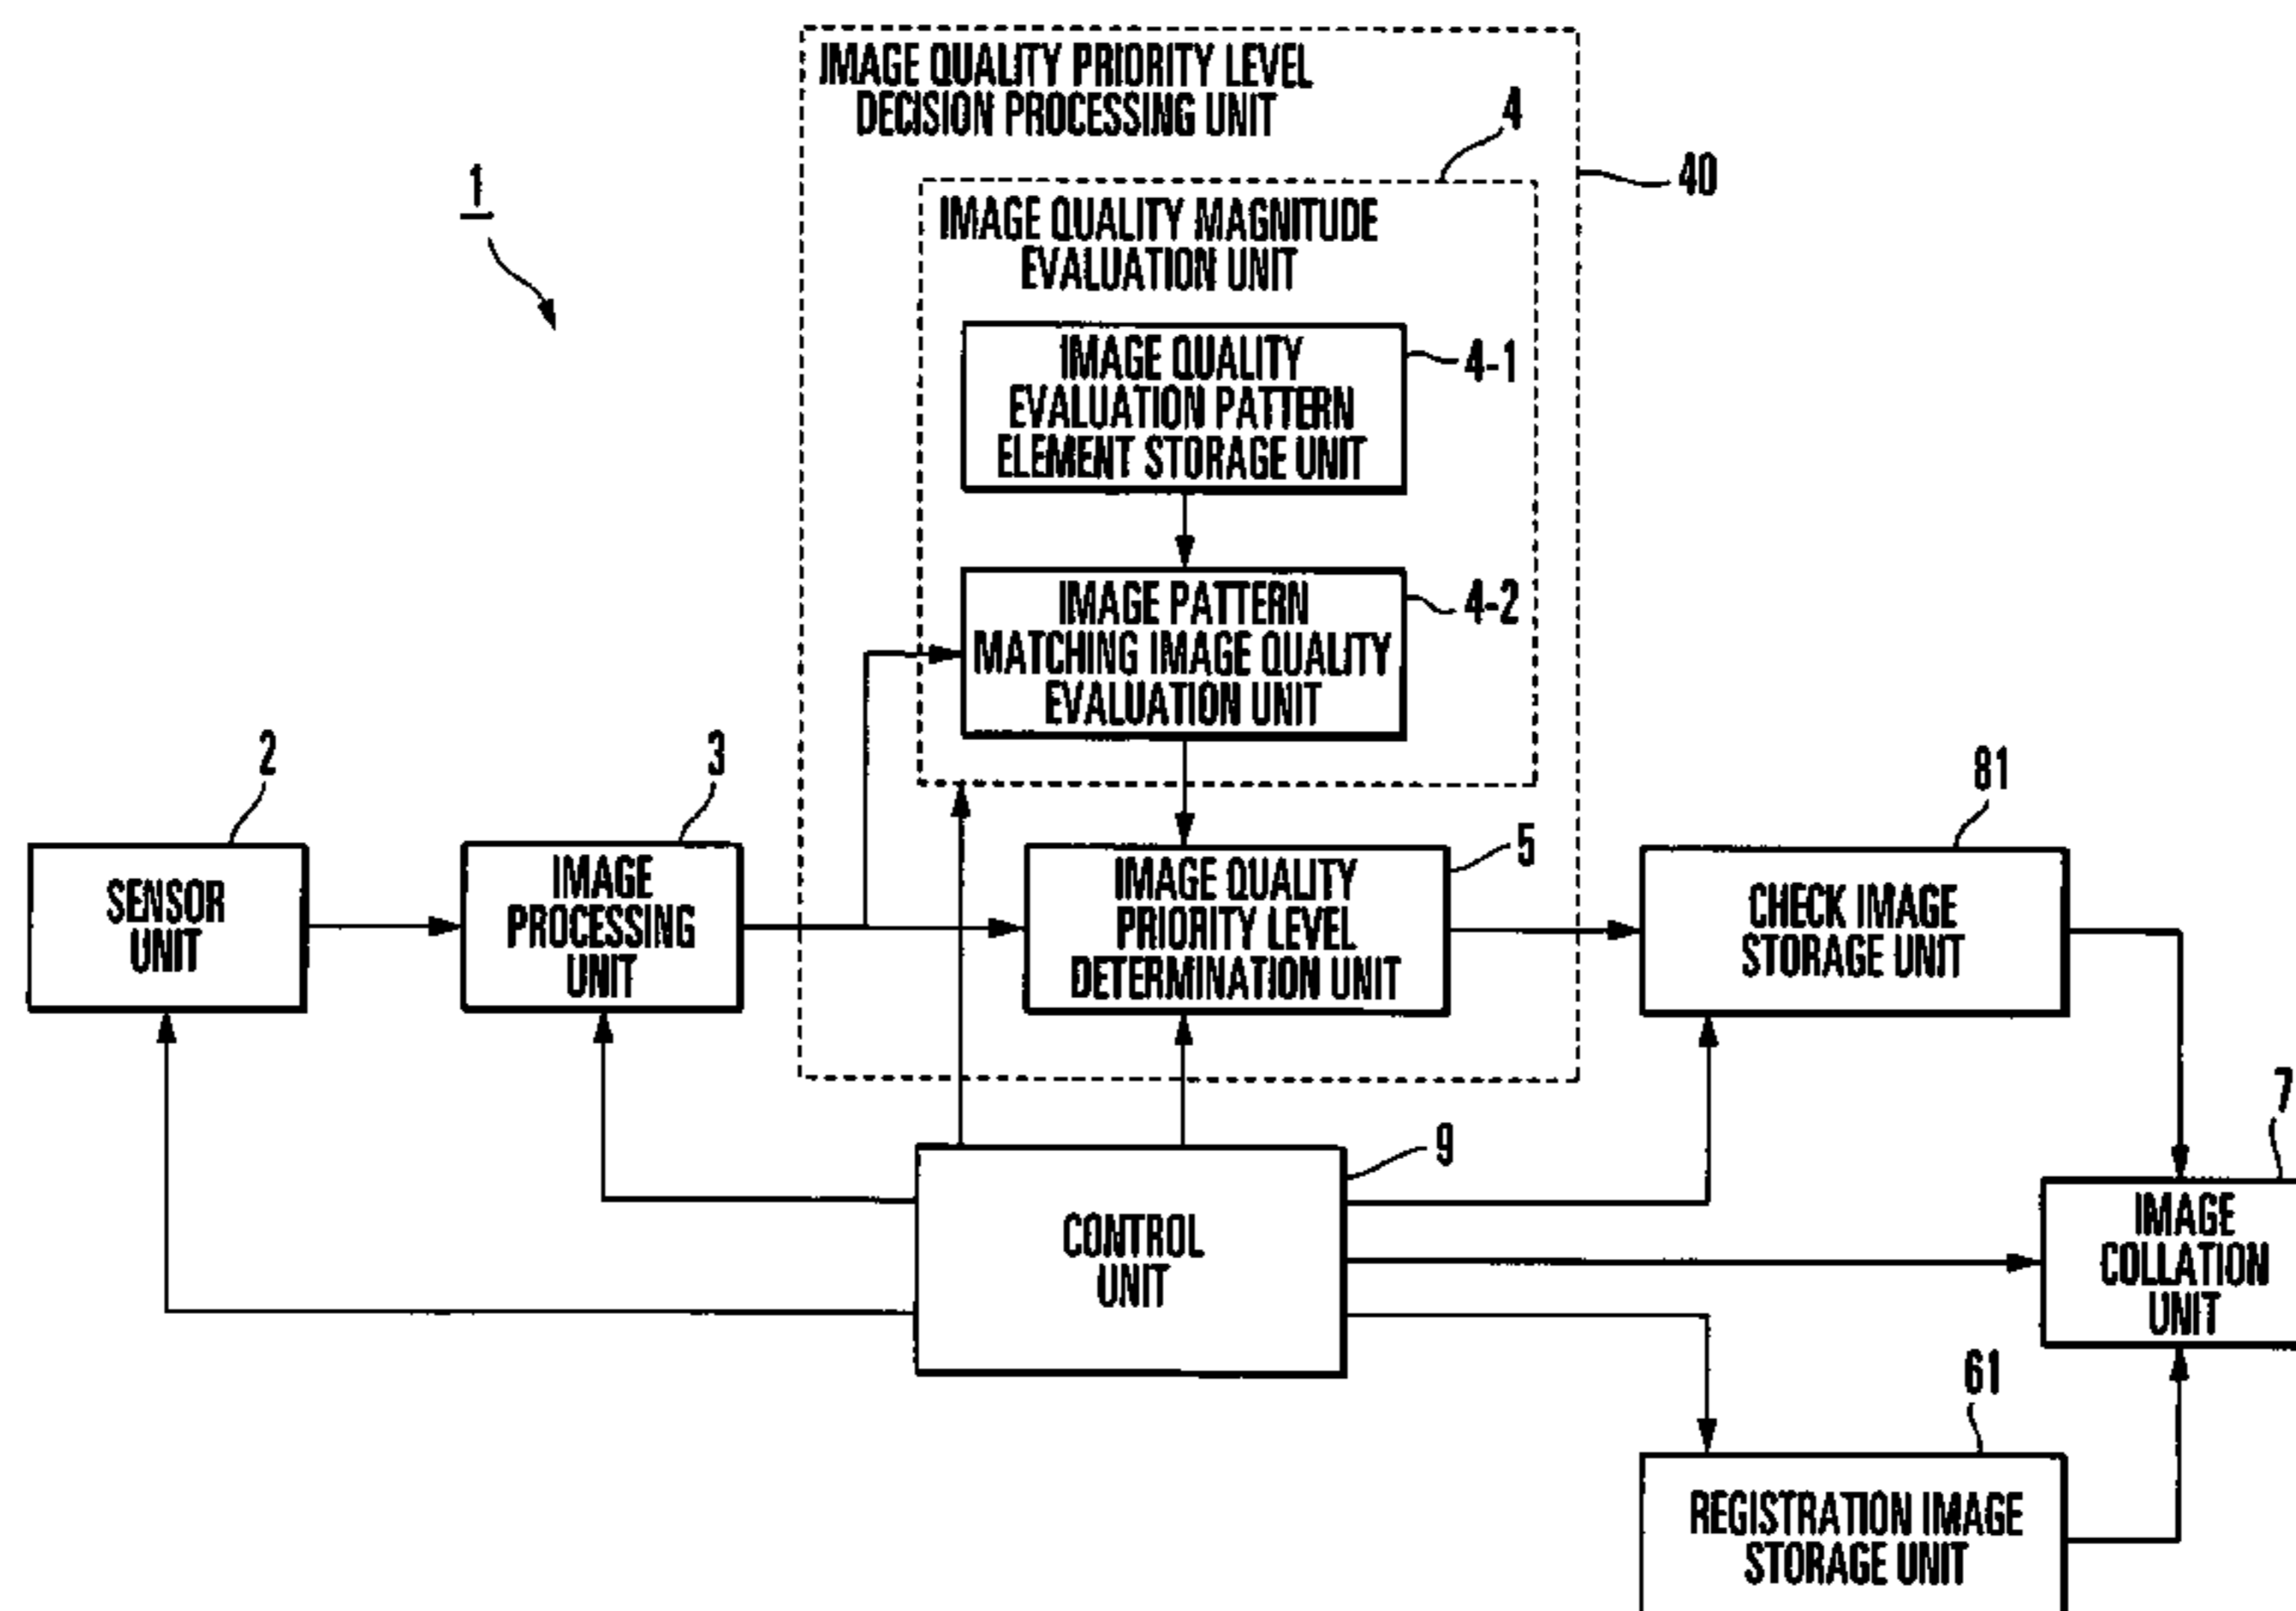 IMAGE QUALITY PRIORITY LEVEL
DECISION PROCESSING UNIT
4
40
1
IMAGE QUALITY MAGNITUDE
EVALUATION UNIT
IMAGE QUALITY
EVALUATION PATTERN
ELEMENT STORAGE UNIT
4-1
IMAGE PATTERN
MATCHING IMAGE QUALITY
EVALUATION UNIT
4-2
2
SENSOR
UNIT
3
IMAGE
PROCESSING
UNIT
5
IMAGE QUALITY
PRIORITY LEVEL
DETERMINATION UNIT
81
CHECK IMAGE
STORAGE UNIT
9
CONTROL
UNIT
7
IMAGE
COLLATION
UNIT
61
REGISTRATION IMAGE
STORAGE UNIT